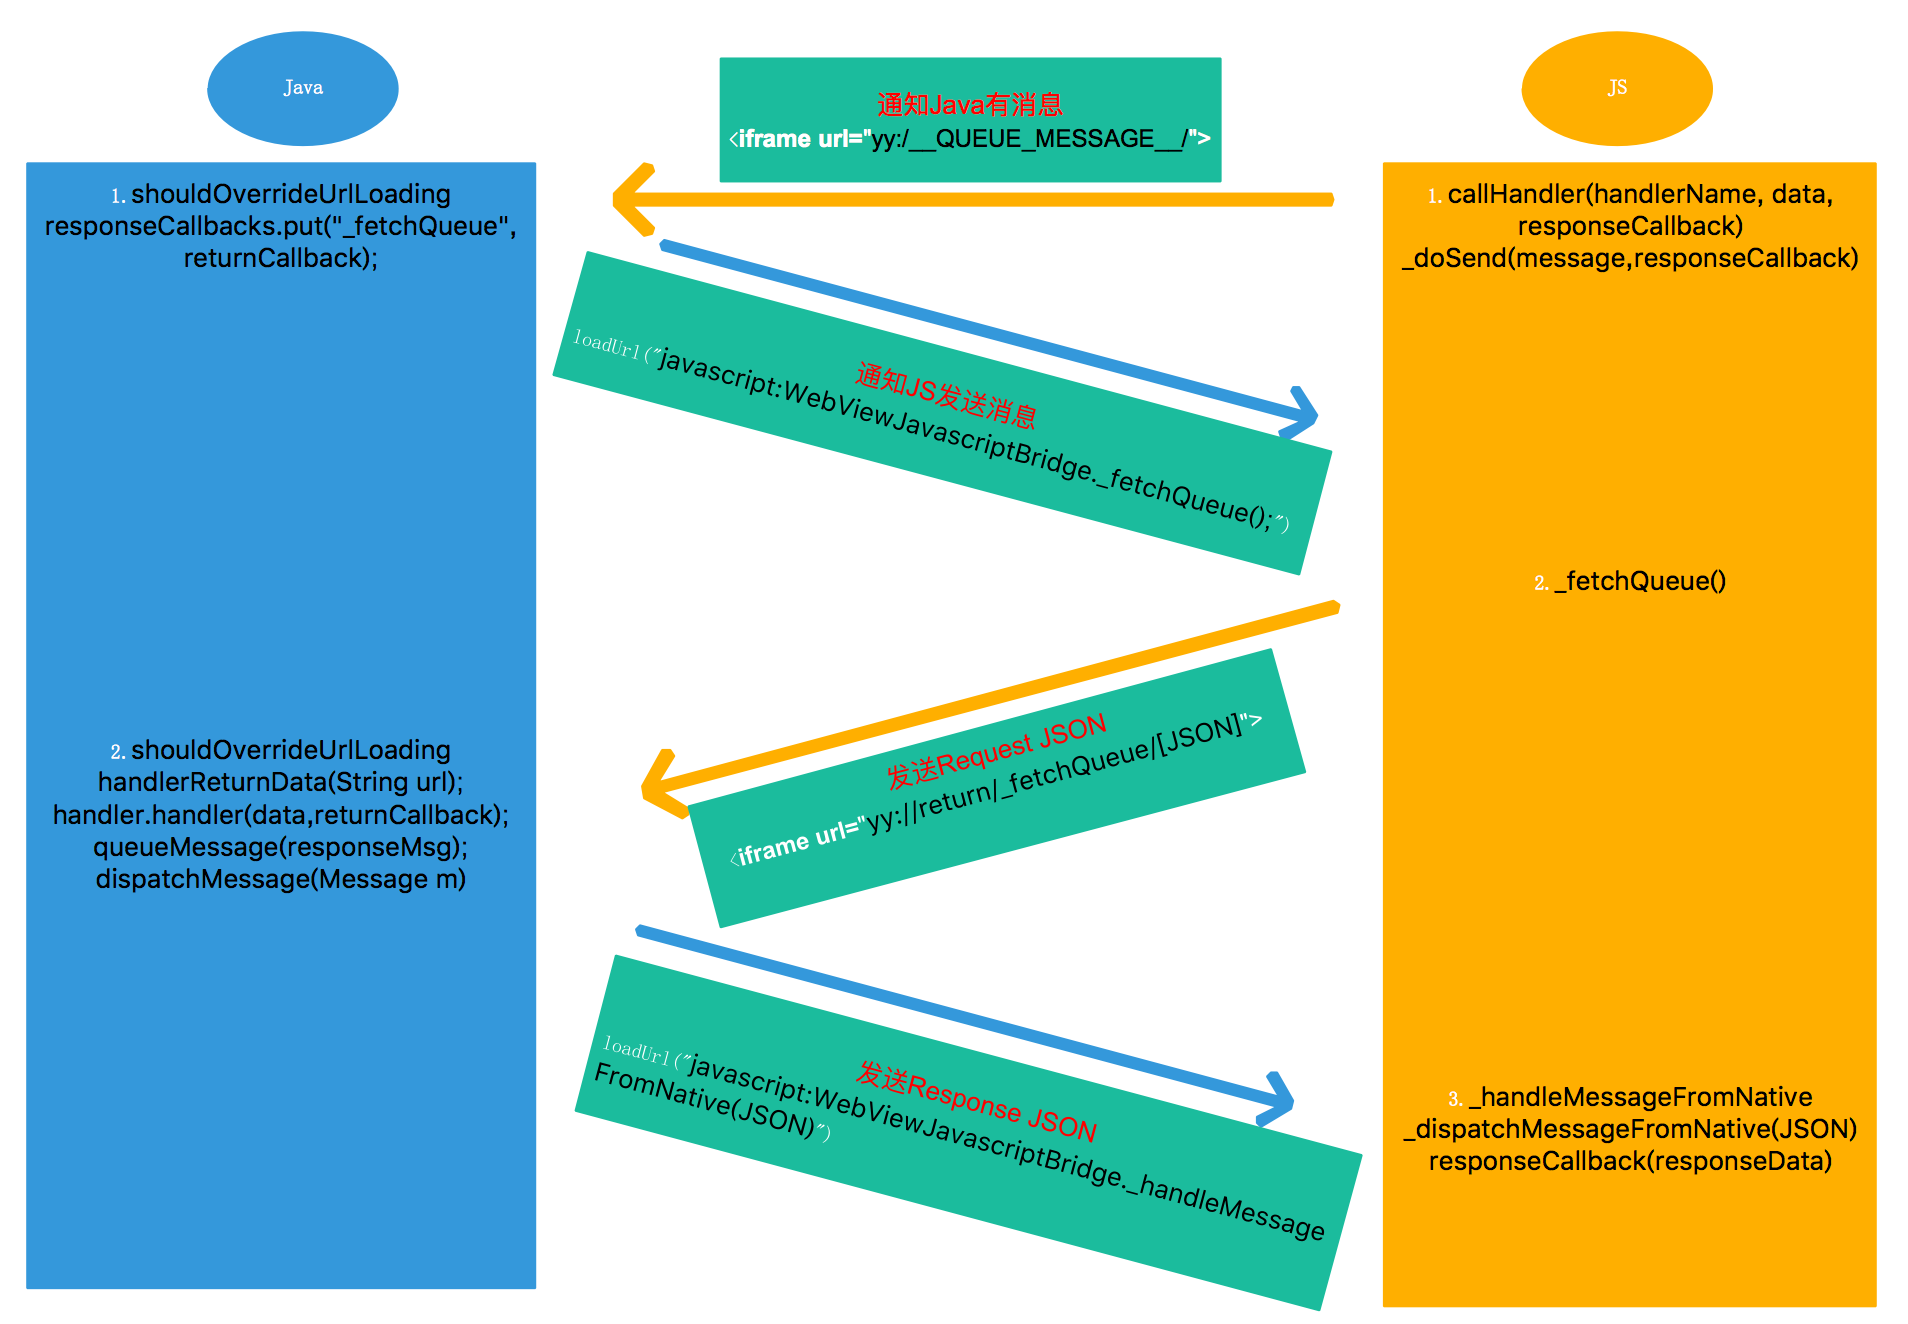 Java
JS
通知Java有消息
<iframe url="yy:/__QUEUE_MESSAGE__/">
1. shouldOverrideUrlLoading
responseCallbacks.put("_fetchQueue",
returnCallback);
1. callHandler(handlerName, data,
responseCallback)
_doSend(message,responseCallback)
通知JS发送消息
loadUrl("javascript:WebViewJavascriptBridge._fetchQueue();")
2. _fetchQueue()
发送Request JSON
<iframe url="yy://return/_fetchQueue/[JSON]">
2. shouldOverrideUrlLoading
handlerReturnData(String url);
handler.handler(data,returnCallback);
queueMessage(responseMsg);
dispatchMessage(Message m)
发送Response JSON
loadUrl("javascript:WebViewJavascriptBridge._handleMessage
FromNative(JSON)")
3. _handleMessageFromNative
_dispatchMessageFromNative(JSON)
responseCallback(responseData)